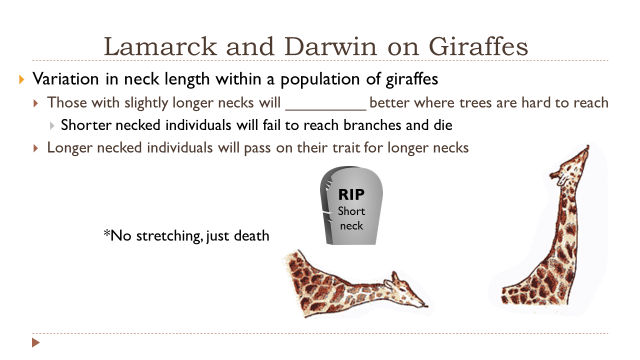 Lamarck and Darwin on Giraffes
Variation in neck length within a population of giraffes
Those with slightly longer necks will __________ better where trees are hard to reach
Shorter necked individuals will fail to reach branches and die
Longer necked individuals will pass on their trait for longer necks
RIP
Short
neck
*No stretching, just death